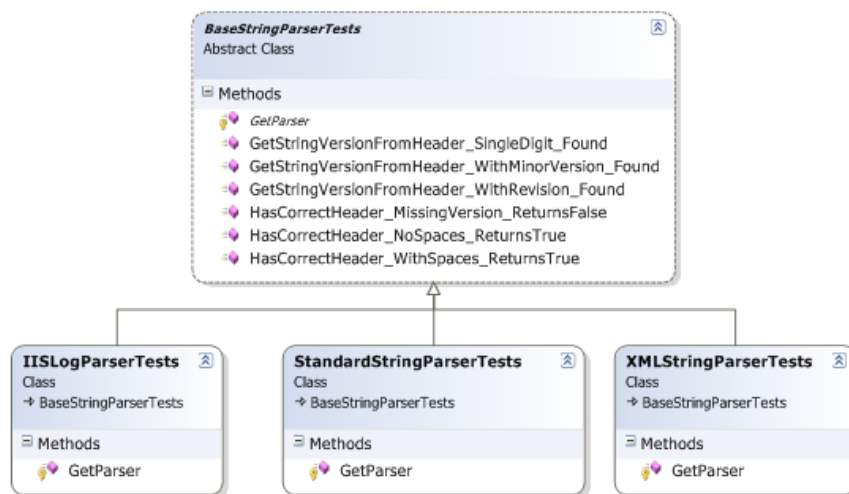 BaseStringParserTests
Abstract Class
Methods
GetParser
GetStringVersionFromHeader_SingleDigit_Found
GetStringVersionFromHeader_WithMinorVersion_Found
GetStringVersionFromHeader_WithRevision_Found
HasCorrectHeader_MissingVersion_ReturnsFalse
HasCorrectHeader_NoSpaces_ReturnsTrue
HasCorrectHeader_WithSpaces_ReturnsTrue
IISLogParserTests
Class
BaseStringParserTests
Methods
GetParser
StandardStringParserTests
Class
BaseStringParserTests
Methods
GetParser
XMLStringParserTests
Class
BaseStringParserTests
Methods
GetParser